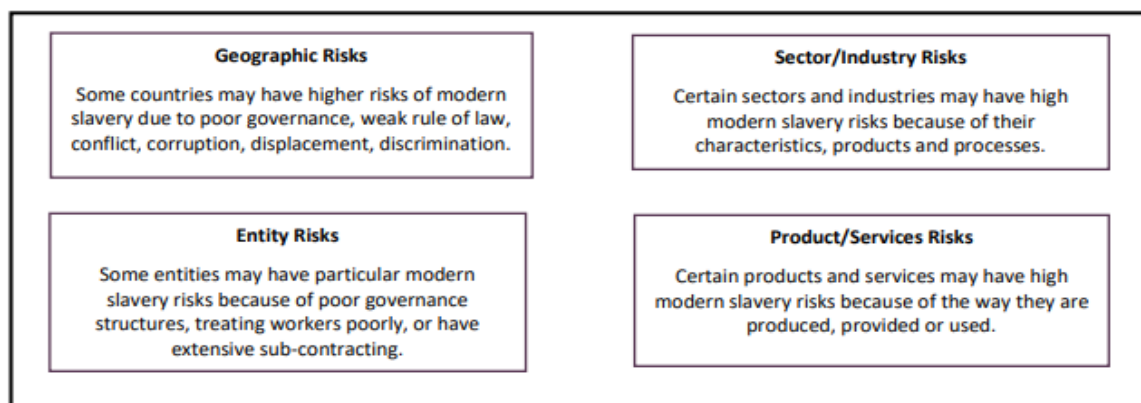 Geographic Risks
Some countries may have higher risks of modern
slavery due to poor governance, weak rule of law,
conflict, corruption, displacement, discrimination.
Sector/Industry Risks
Certain sectors and industries may have high
modern slavery risks because of their
characteristics, products and processes.
Entity Risks
Some entities may have particular modern
slavery risks because of poor governance
structures, treating workers poorly, or have
extensive sub-contracting.
Product/Services Risks
Certain products and services may have high
modern slavery risks because of the way they are
produced, provided or used.